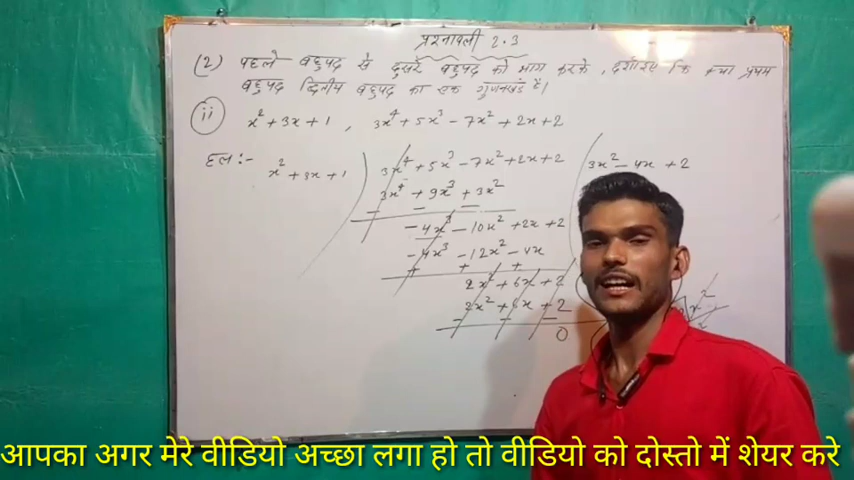 प्रश्नावली 2.3
(2) पहले बहुपद से दुसरे बहुपद को भाग करके, दर्शाइए कि क्या प्रथम
बहुपद द्वितीय बहुपद का एक गुणनखंड है।
(ii) x² + 3x + 1 , 3x⁴ + 5x³ - 7x² + 2x + 2
हल :- x² + 3x + 1 ) 3x⁴ + 5x³ - 7x² + 2x + 2 ( 3x² - 4x + 2
3x⁴ + 9x³ + 3x²
- - -
-4x³ - 10x² + 2x + 2
-4x³ - 12x² - 4x
+ + +
2x² + 6x + 2
2x² + 6x + 2
- - -
0
आपका अगर मेरे वीडियो अच्छा लगा हो तो वीडियो को दोस्तो में शेयर करे